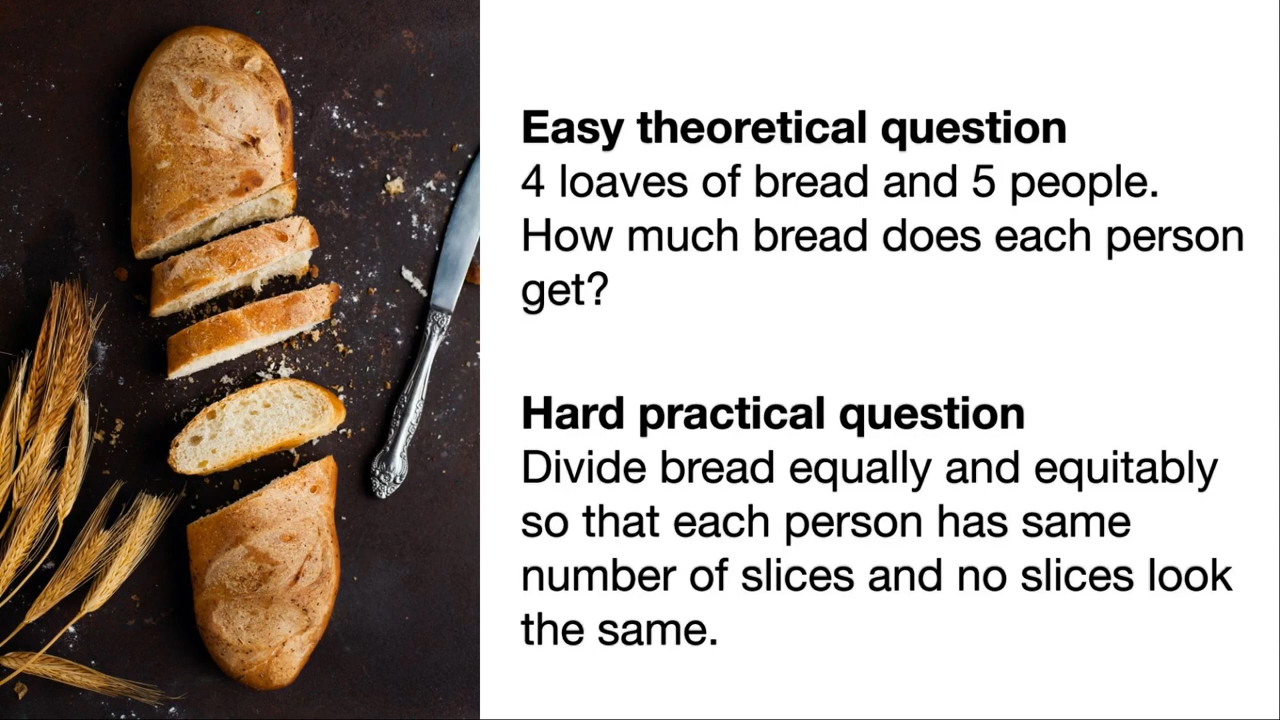 Easy theoretical question
4 loaves of bread and 5 people.
How much bread does each person
get?
Hard practical question
Divide bread equally and equitably
so that each person has same
number of slices and no slices look
the same.